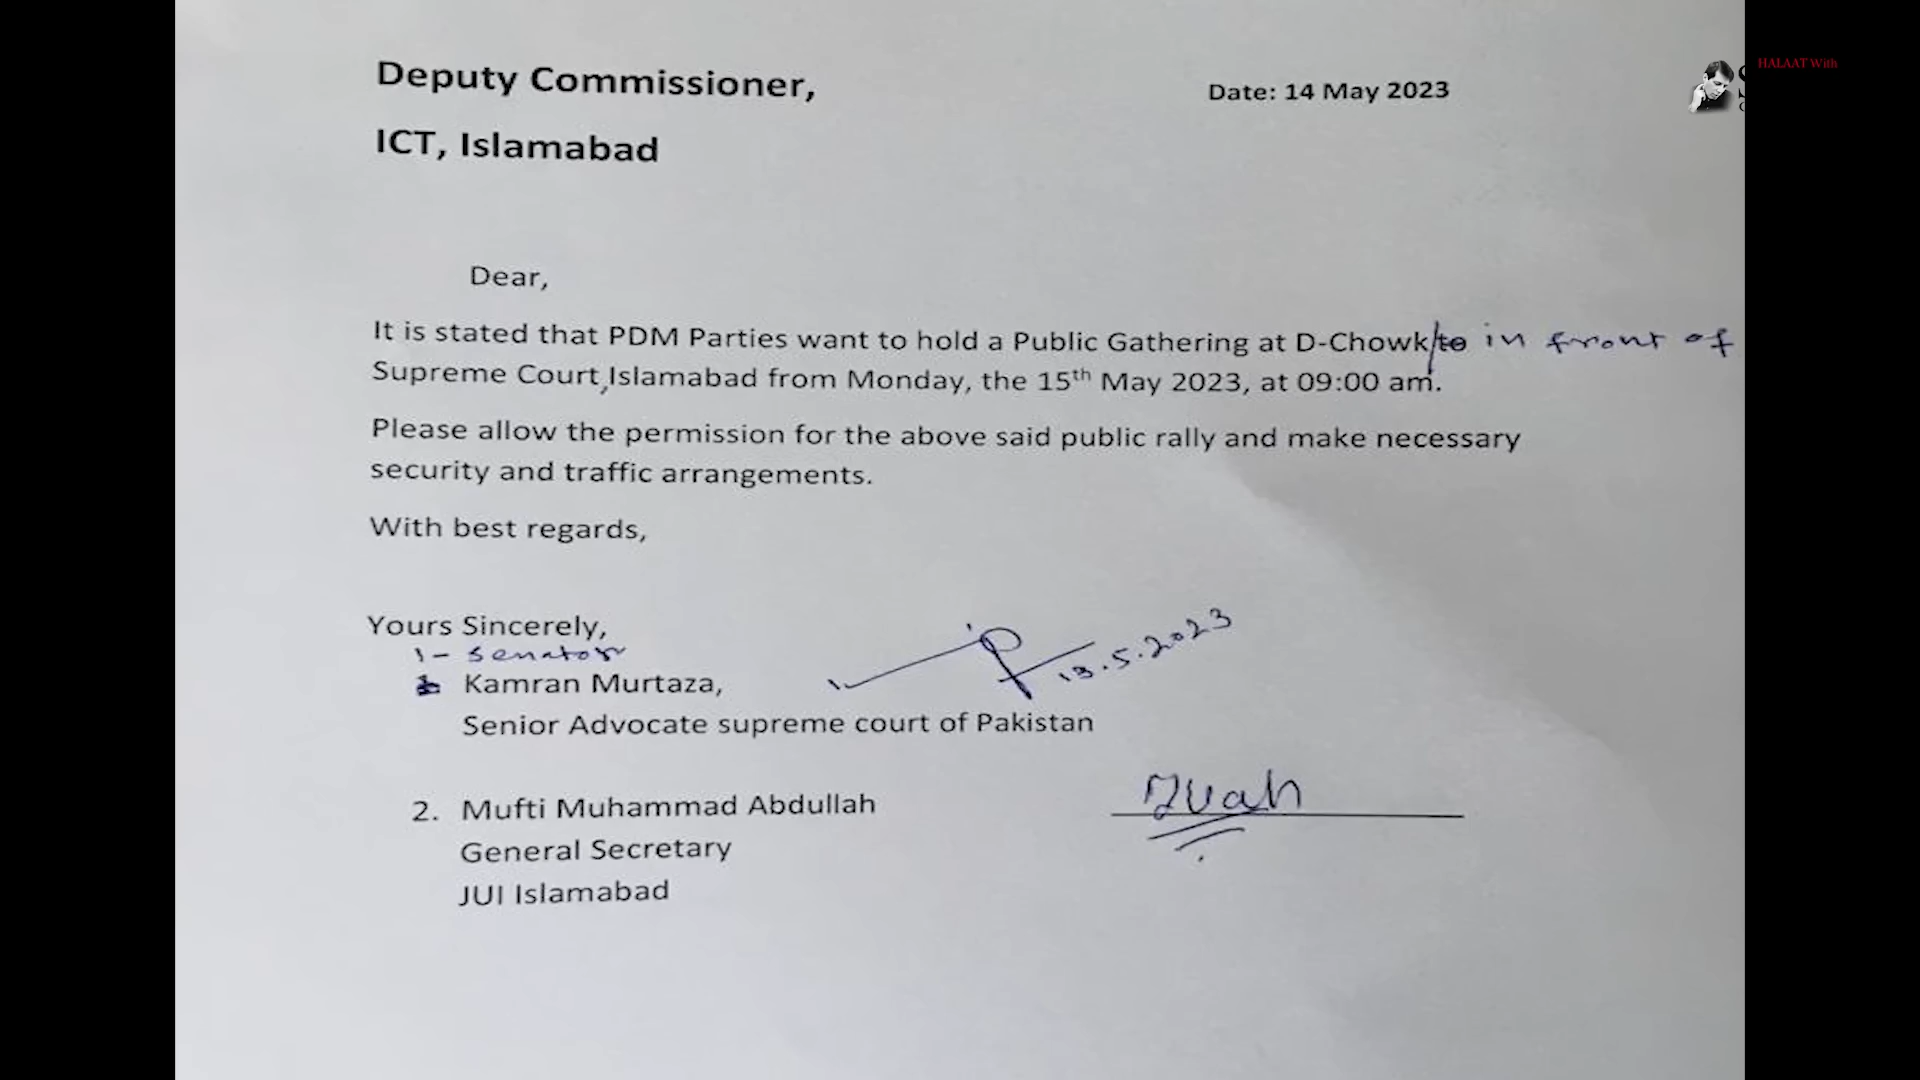 HALAAT With
Deputy Commissioner,
Date: 14 May 2023
ICT, Islamabad
Dear,
It is stated that PDM Parties want to hold a Public Gathering at D-Chowk/to in front of
Supreme Court,Islamabad from Monday, the 15th May 2023, at 09:00 am.
Please allow the permission for the above said public rally and make necessary
security and traffic arrangements.
With best regards,
Yours Sincerely,
1- Senator
Kamran Murtaza,
13.5.2023
Senior Advocate supreme court of Pakistan
2. Mufti Muhammad Abdullah
General Secretary
JUI Islamabad